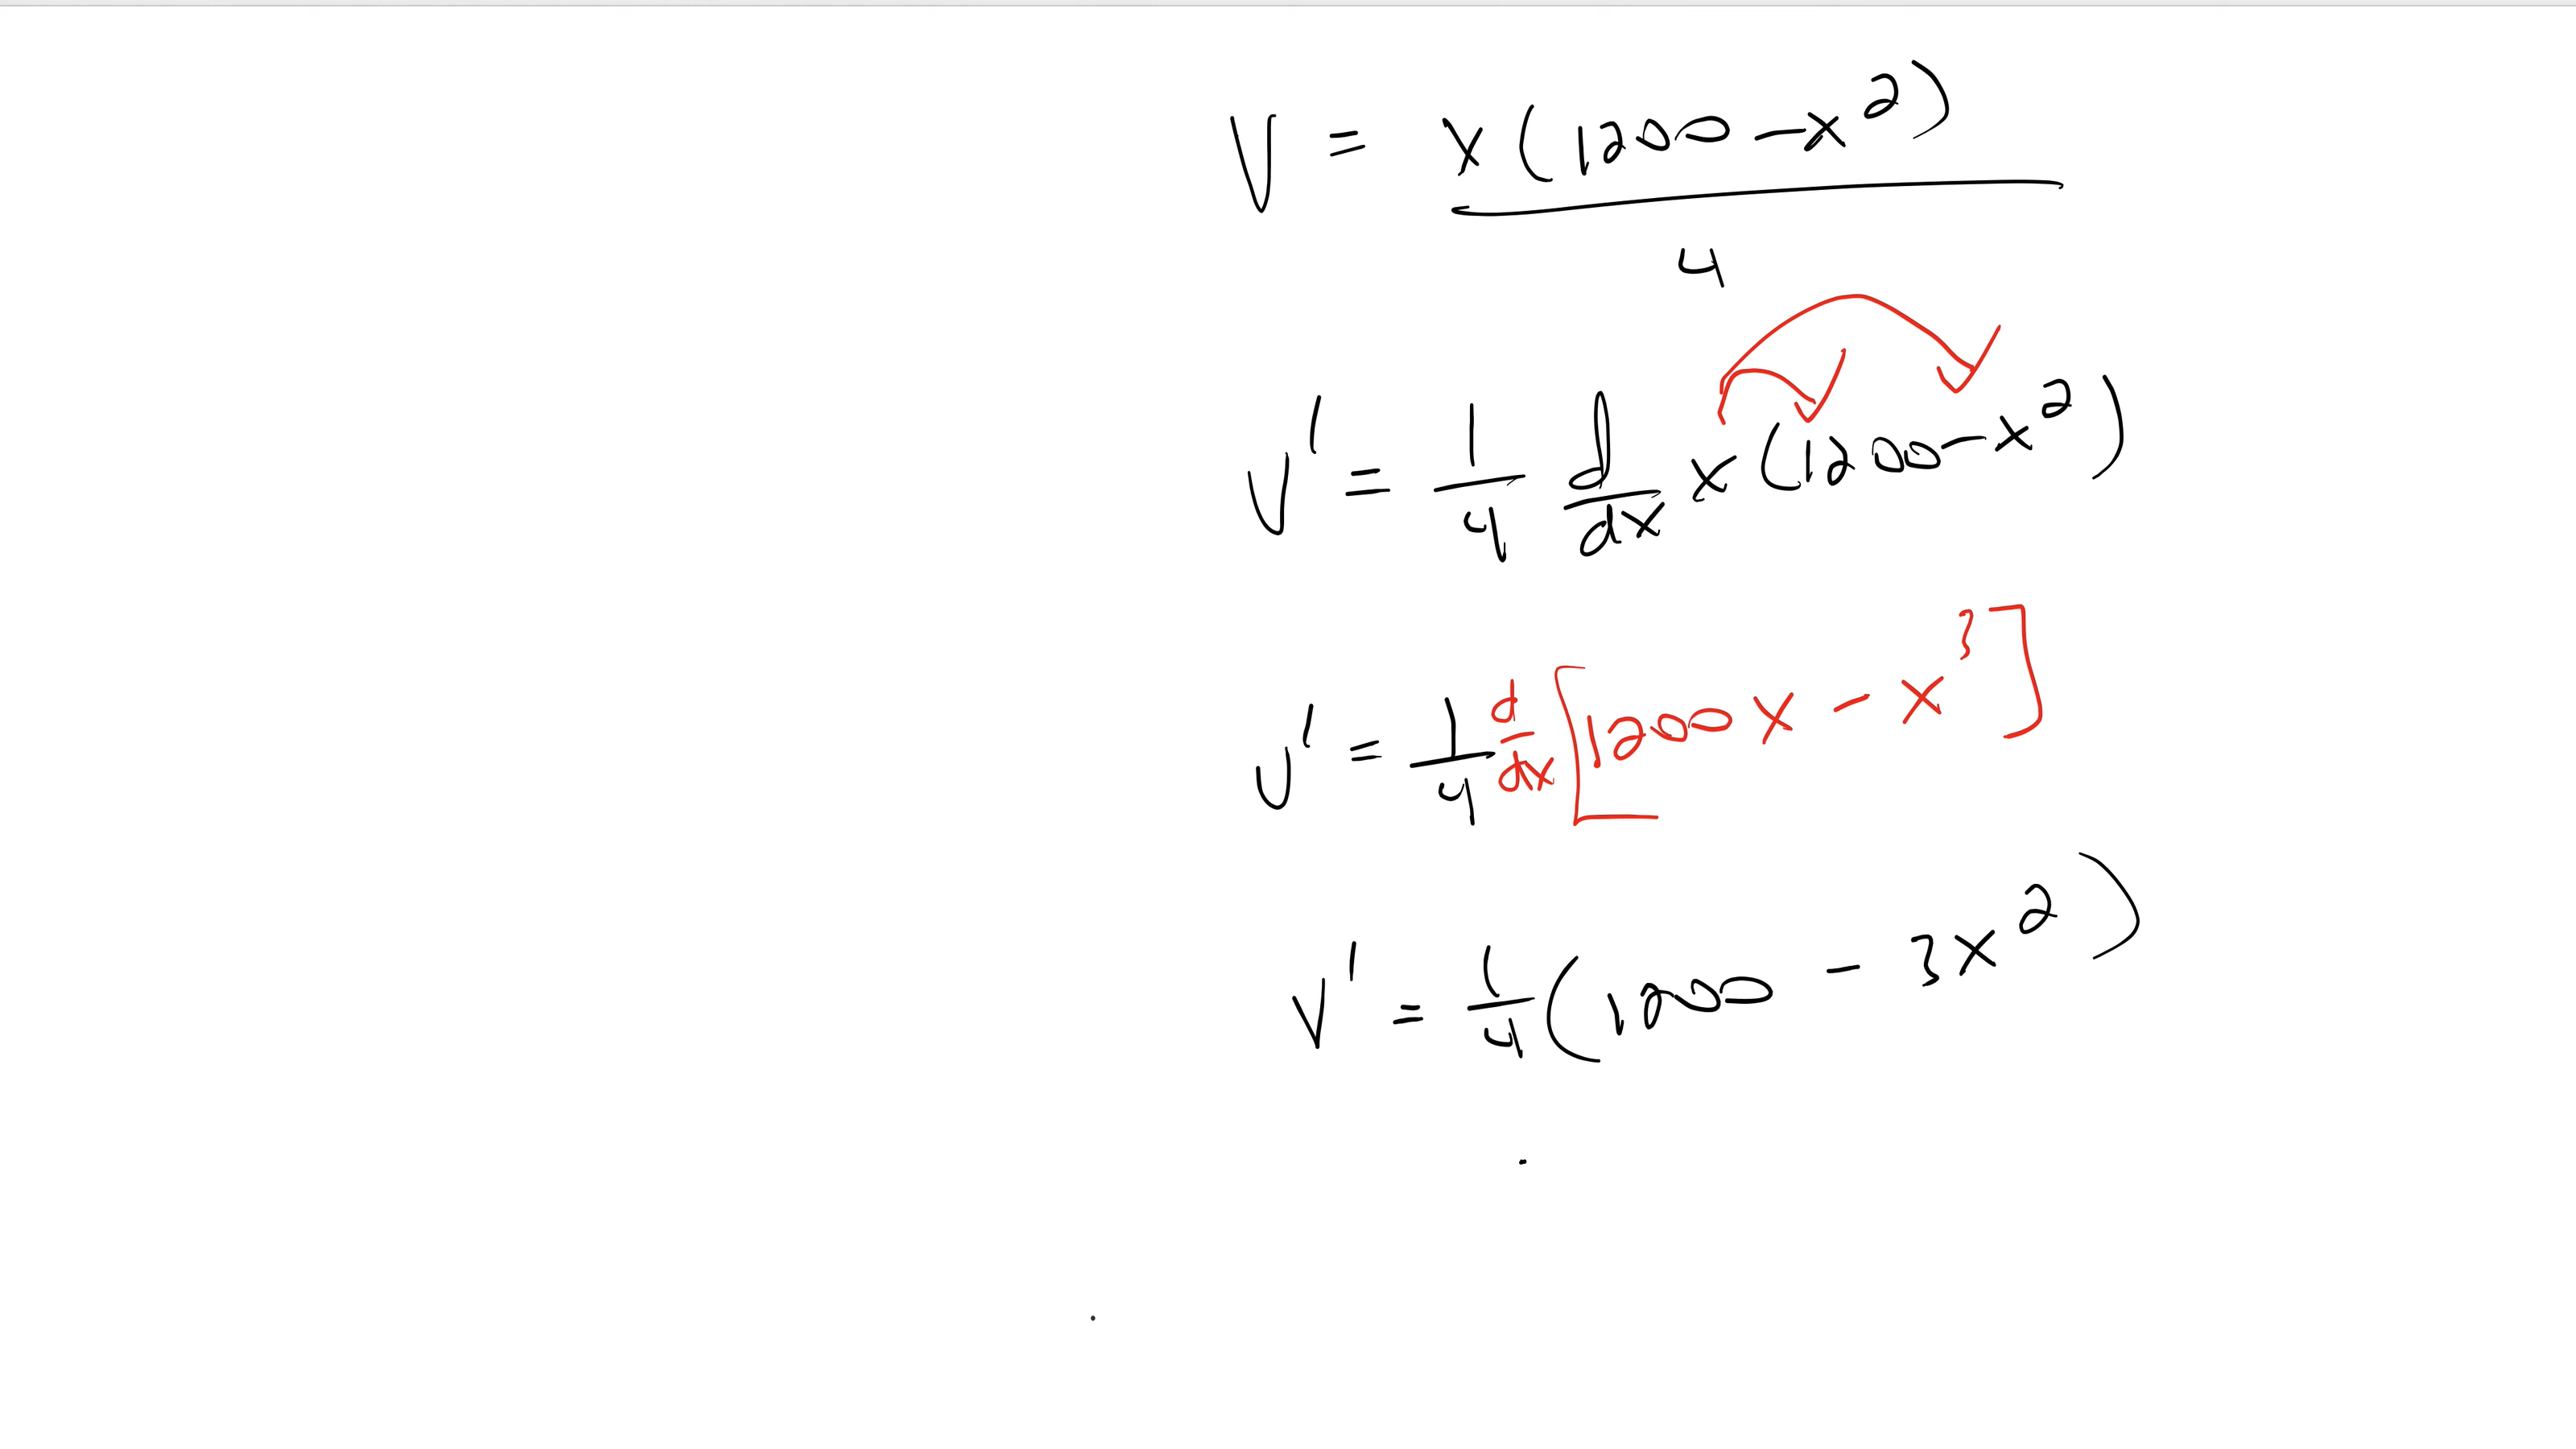 V = x(1200-x²)
4
V' = 1/4 d/dx x(1200-x²)
V' = 1/4 d/dx [1200x - x³]
V' = 1/4 (1200 - 3x²)